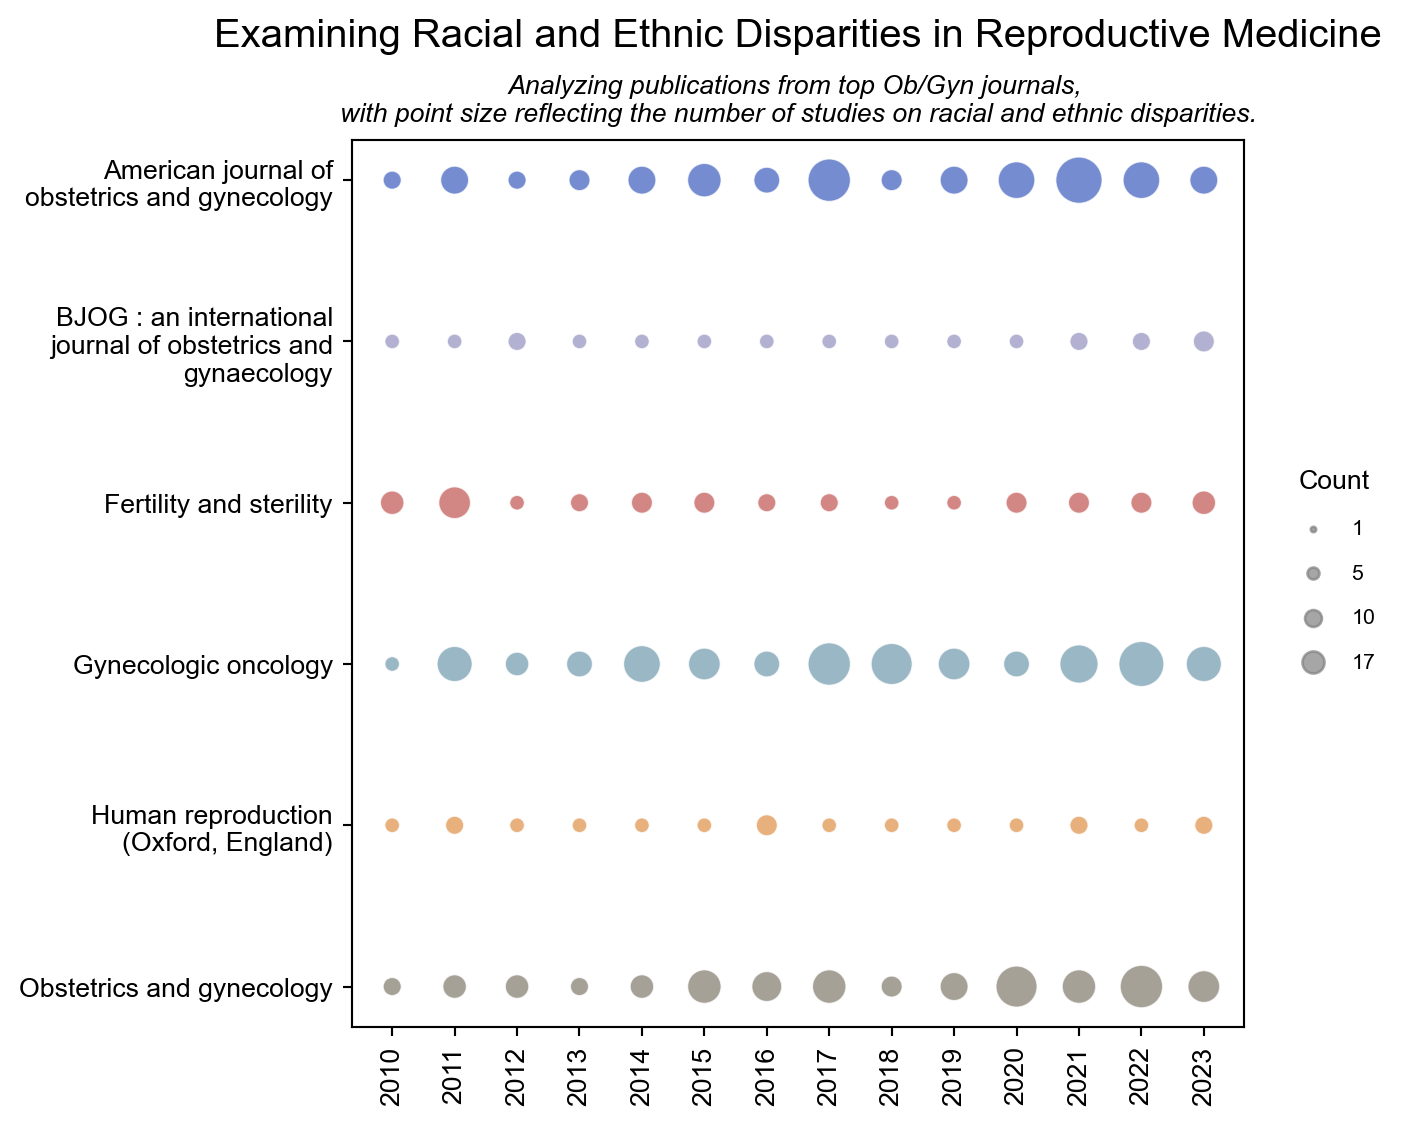 Examining Racial and Ethnic Disparities in Reproductive Medicine
Analyzing publications from top Ob/Gyn journals,
with point size reflecting the number of studies on racial and ethnic disparities.
American journal of
obstetrics and gynecology
BJOG : an international
journal of obstetrics and
gynaecology
Fertility and sterility
Gynecologic oncology
Human reproduction
(Oxford, England)
Obstetrics and gynecology
2010
2011
2012
2013
2014
2015
2016
2017
2018
2019
2020
2021
2022
2023
Count
1
5
10
17